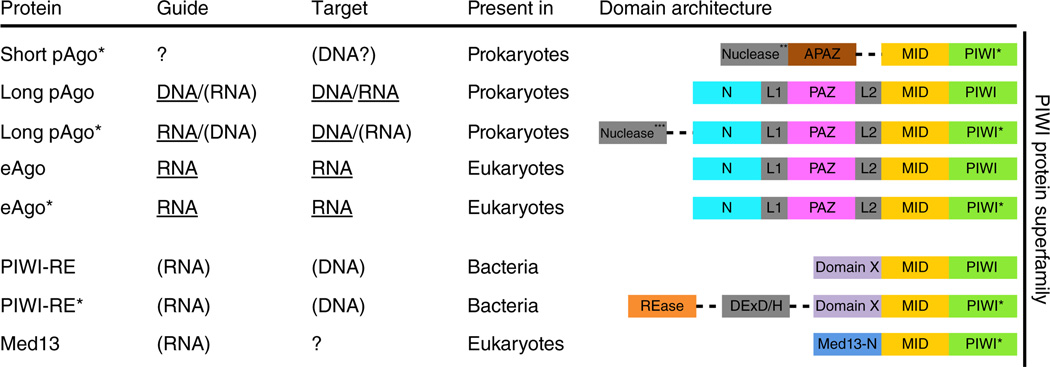 Protein Guide Target Present in Domain architecture
Short pAgo* ? (DNA?) Prokaryotes Nuclease** APAZ MID PIWI*
Long pAgo DNA/(RNA) DNA/RNA Prokaryotes N L1 PAZ L2 MID PIWI
Long pAgo* RNA/(DNA) DNA/(RNA) Prokaryotes Nuclease*** N L1 PAZ L2 MID PIWI*
eAgo RNA RNA Eukaryotes N L1 PAZ L2 MID PIWI
eAgo* RNA RNA Eukaryotes N L1 PAZ L2 MID PIWI*
PIWI-RE (RNA) (DNA) Bacteria Domain X MID PIWI
PIWI-RE* (RNA) (DNA) Bacteria REase DExD/H Domain X MID PIWI*
Med13 (RNA) ? Eukaryotes Med13-N MID PIWI*
PIWI protein superfamily